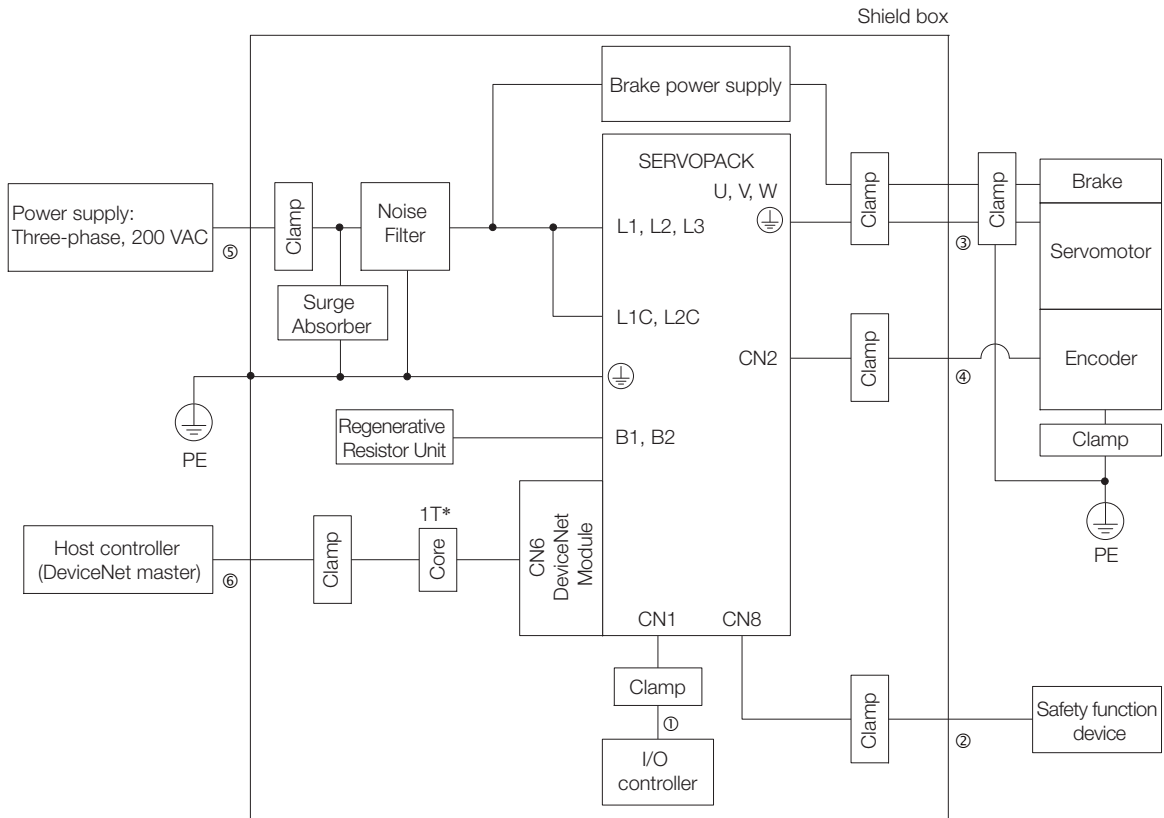 Shield box
Brake power supply
SERVOPACK
U, V, W
L1, L2, L3
L1C, L2C
CN2
B1, B2
CN6
DeviceNet
Module
CN1
CN8
Power supply:
Three-phase, 200 VAC
⑤
Clamp
Noise
Filter
Surge
Absorber
PE
Regenerative
Resistor Unit
Host controller
(DeviceNet master)
⑥
Clamp
1T*
Core
Clamp
①
I/O
controller
Clamp
③
Clamp
Brake
Servomotor
Clamp
④
Encoder
Clamp
PE
Clamp
②
Safety function
device